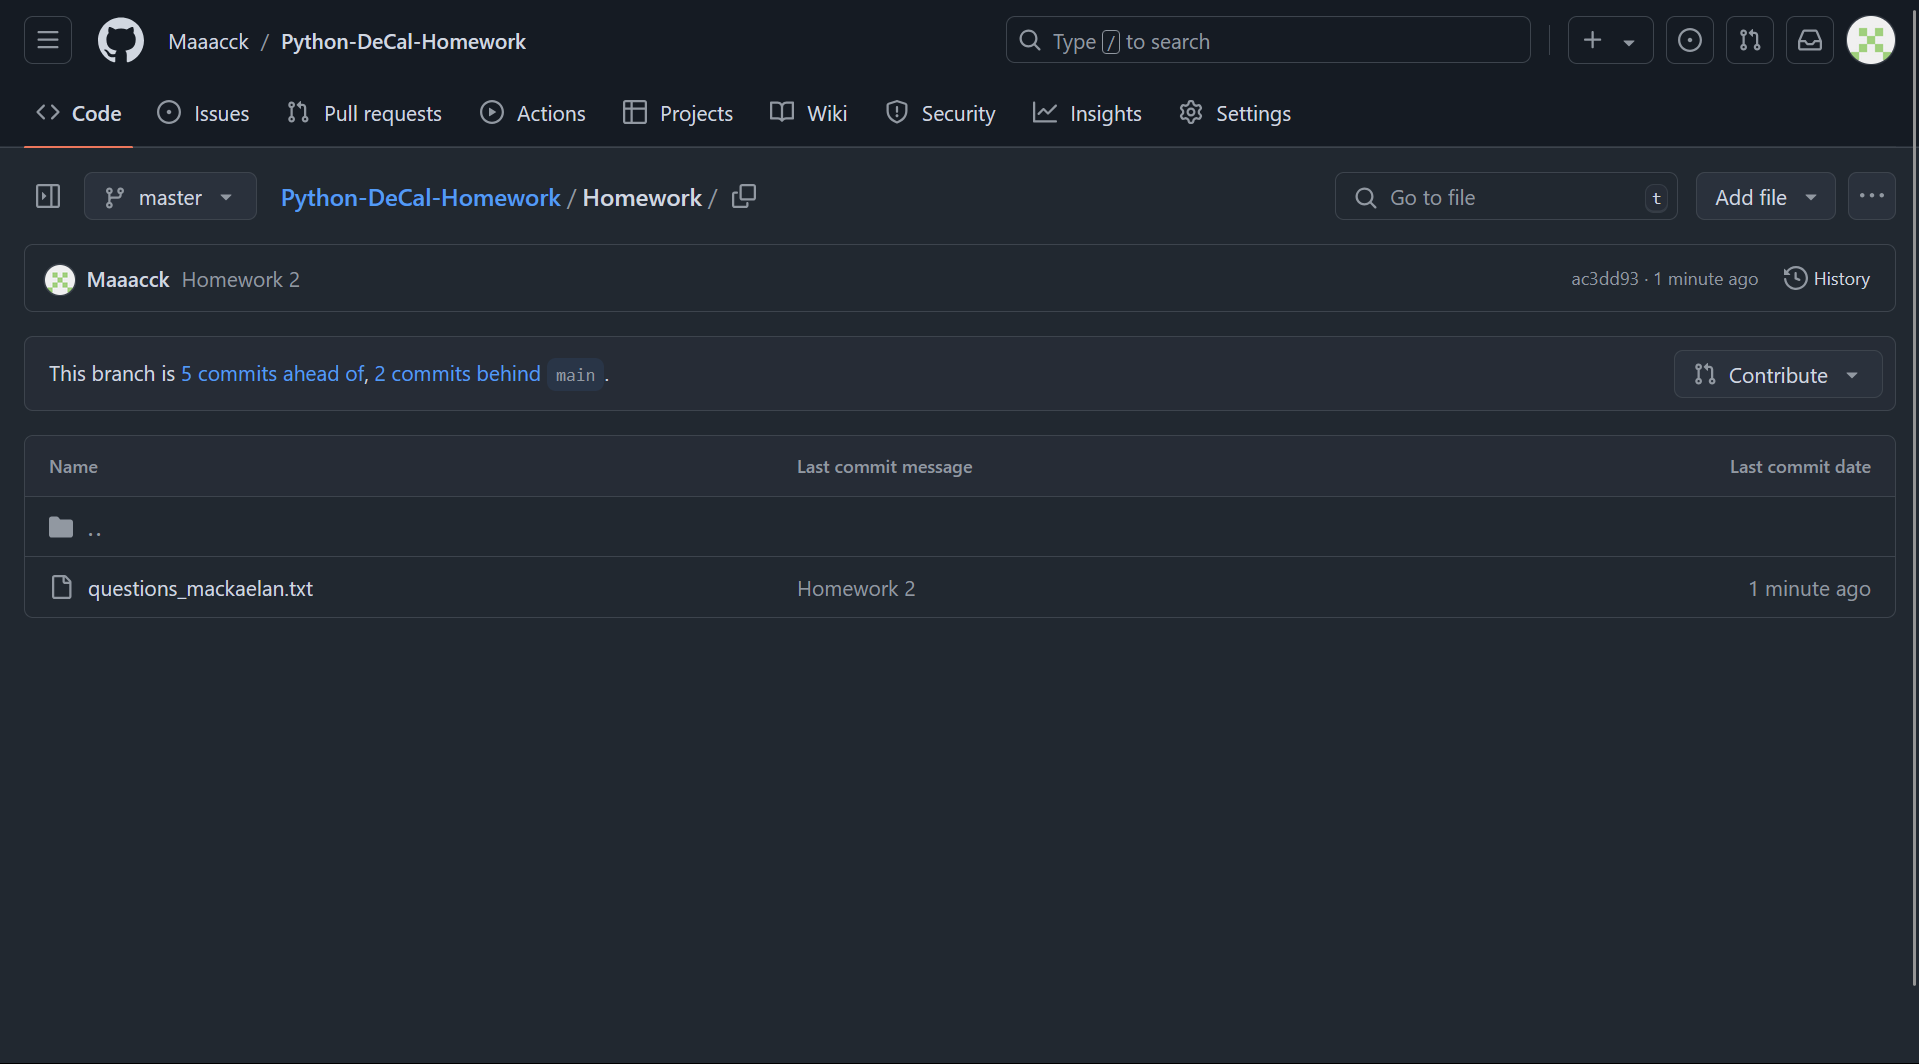 Maaacck / Python-DeCal-Homework
Type / to search
Code Issues Pull requests Actions Projects Wiki Security Insights Settings
master Python-DeCal-Homework / Homework / Go to file t Add file
Maaacck Homework 2 ac3dd93 · 1 minute ago History
This branch is 5 commits ahead of, 2 commits behind main . Contribute
Name Last commit message Last commit date
..
questions_mackaelan.txt Homework 2 1 minute ago